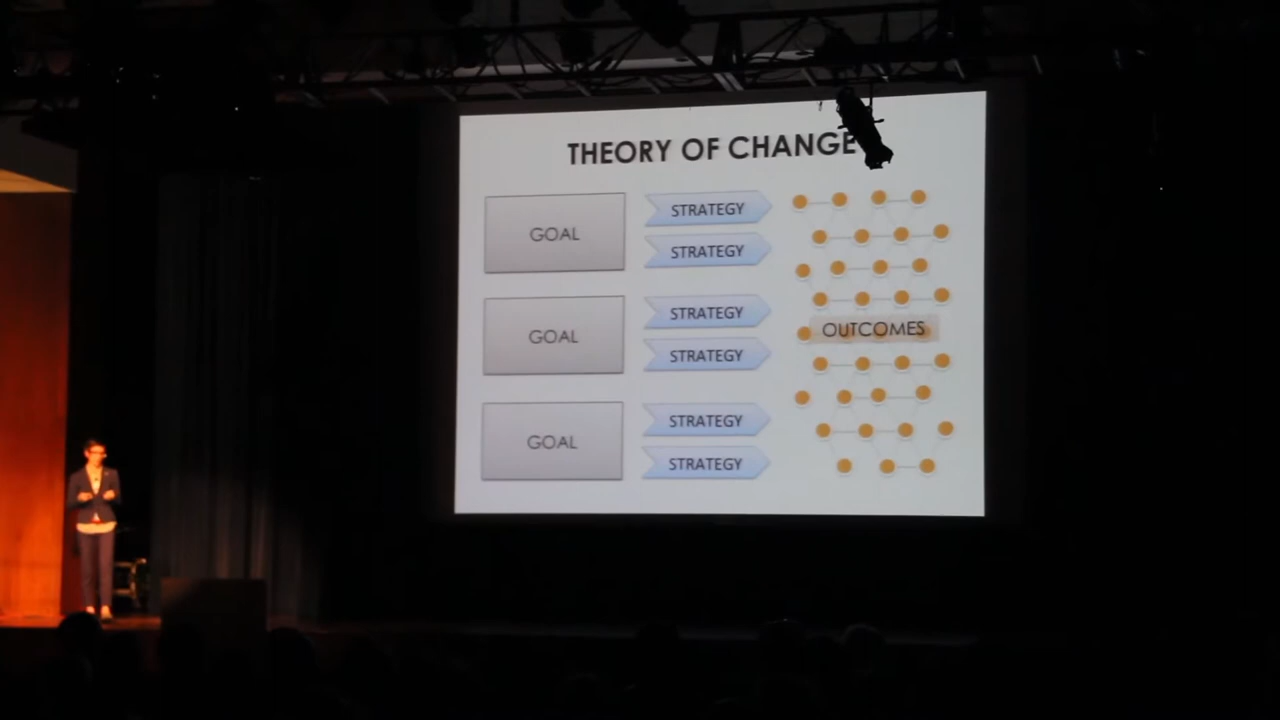 THEORY OF CHANGE
GOAL
STRATEGY
STRATEGY
GOAL
STRATEGY
STRATEGY
OUTCOMES
GOAL
STRATEGY
STRATEGY